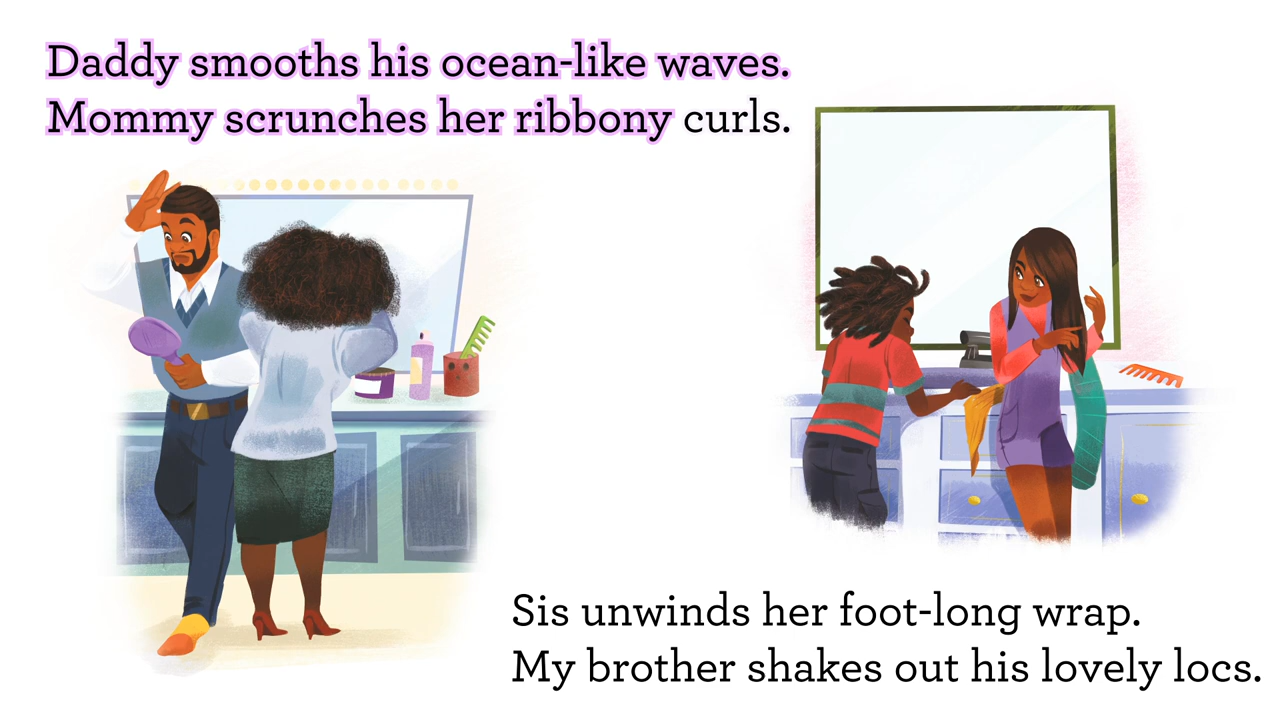 Daddy smooths his ocean-like waves.
Mommy scrunches her ribbony curls.
Sis unwinds her foot-long wrap.
My brother shakes out his lovely locs.